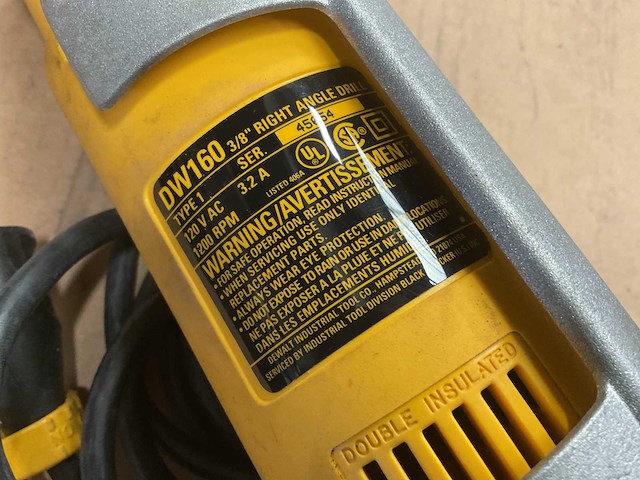 DW160 3/8" RIGHT ANGLE DRILL
TYPE 1 SER.
120 V AC 3.2 A
1200 RPM LISTED 406A UL
WARNING/AVERTISSEMENT
• FOR SAFE OPERATION, READ INSTRUCTION MANUAL
• WHEN SERVICING USE ONLY IDENTICAL
REPLACEMENT PARTS
• ALWAYS WEAR EYE PROTECTION.
• DO NOT EXPOSE TO RAIN OR USE IN DAMP LOCATIONS
NE PAS EXPOSER A LA PLUIE ET NE PAS UTILISER
DANS LES EMPLACEMENTS HUMIDES
DEWALT INDUSTRIAL TOOL CO., HAMPSTEAD, 21074
SERVICED BY INDUSTRIAL TOOL DIVISION BLACK
DOUBLE INSULATED